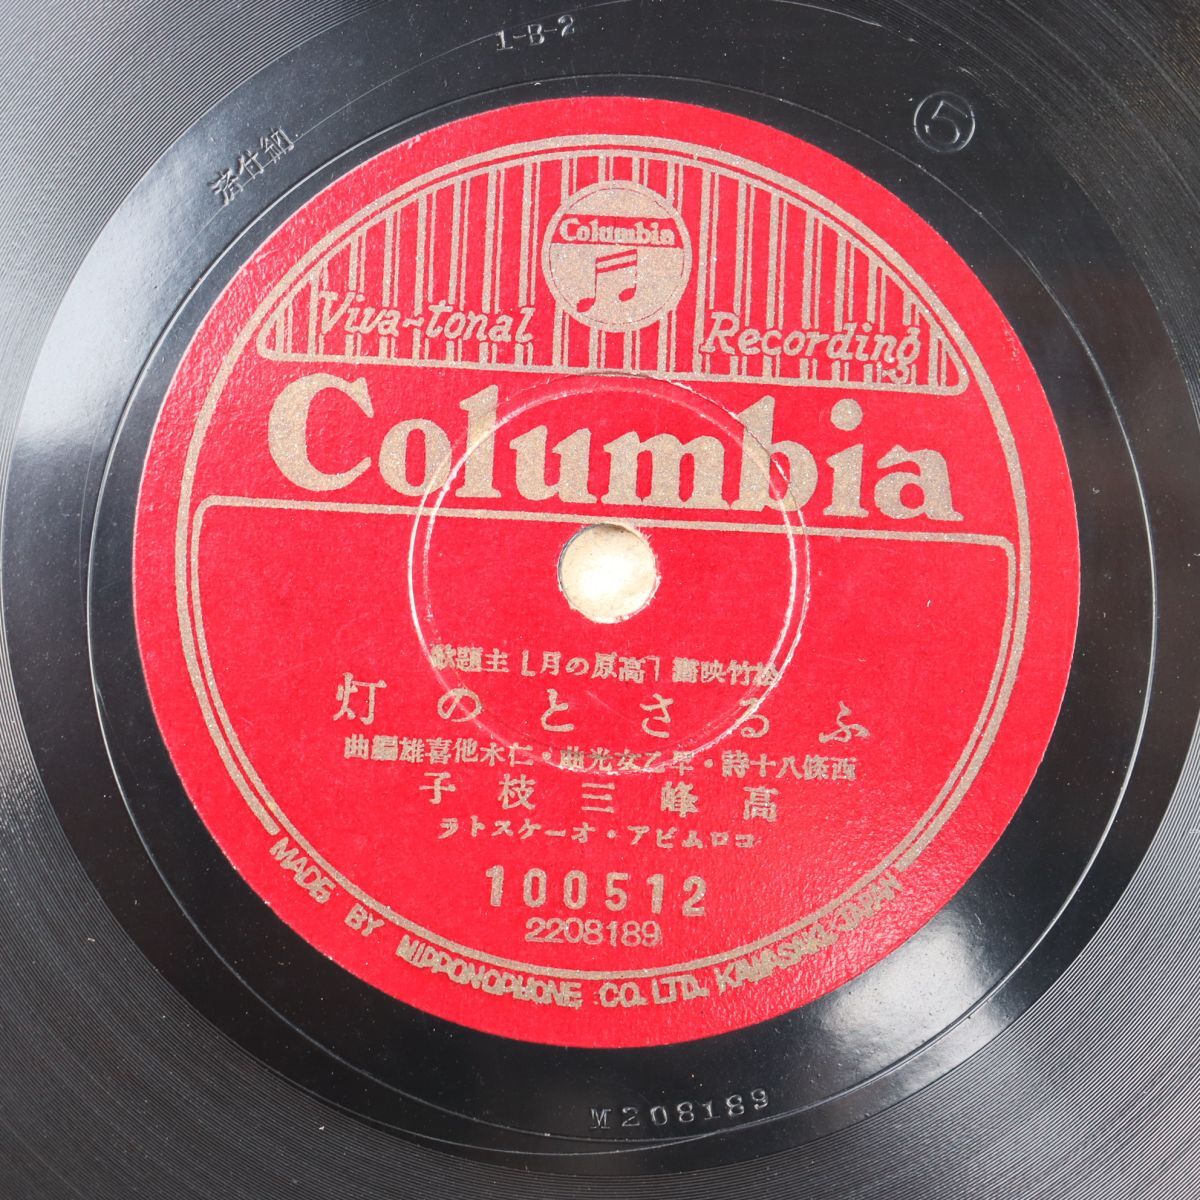 1-B-2
5
納付済
Columbia
Viva-tonal Recording
Columbia
松竹映畫「高原の月」主題歌
ふるさとの灯
西條八十詩・早乙女光曲・仁木他喜雄編曲
高峰三枝子
コロムビア・オーケストラ
100512
2208189
MADE BY NIPPONOPHONE CO. LTD. KAWASAKI-JAPAN
M208189